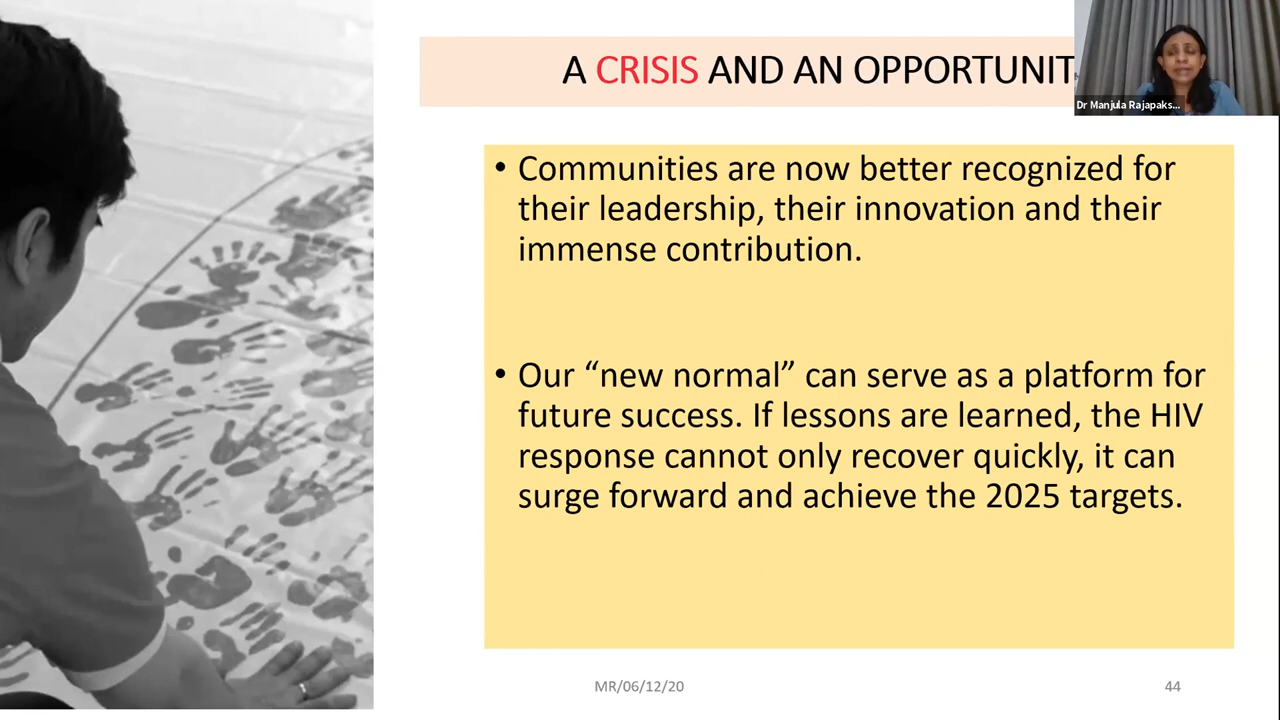 A CRISIS AND AN OPPORTUNIT
Dr Manjula Rajapaks...
• Communities are now better recognized for
their leadership, their innovation and their
immense contribution.
• Our “new normal” can serve as a platform for
future success. If lessons are learned, the HIV
response cannot only recover quickly, it can
surge forward and achieve the 2025 targets.
MR/06/12/20
44